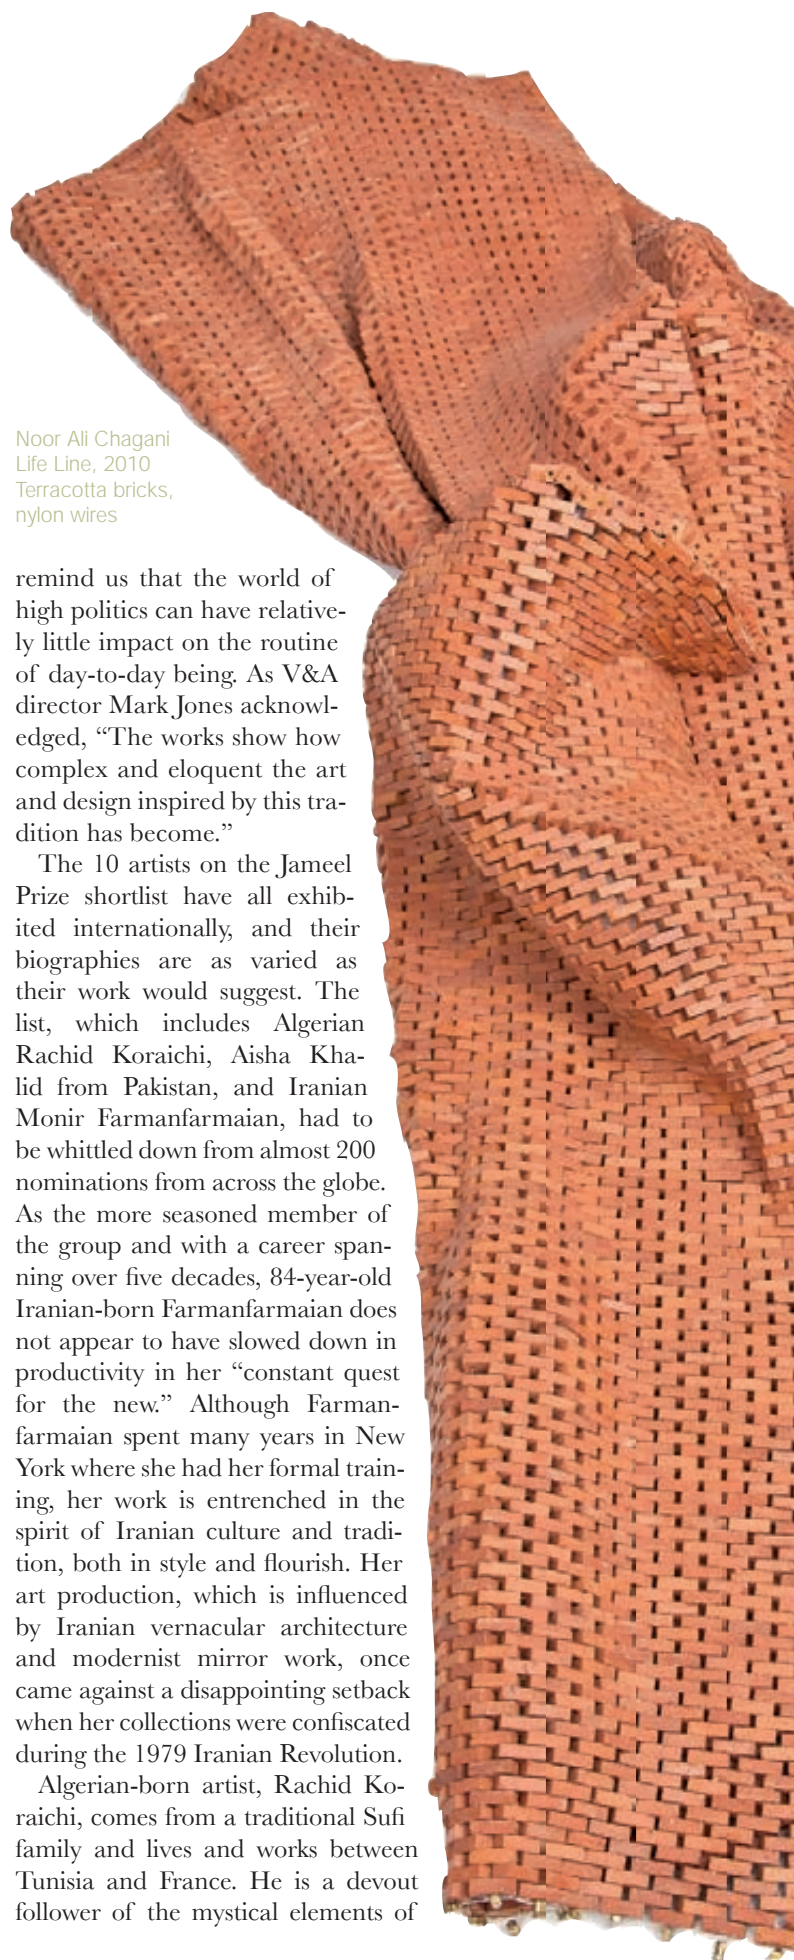 Noor Ali Chagani
Life Line, 2010
Terracotta bricks,
nylon wires
remind us that the world of
high politics can have relative-
ly little impact on the routine
of day-to-day being. As V&A
director Mark Jones acknowl-
edged, “The works show how
complex and eloquent the art
and design inspired by this tra-
dition has become.”
The 10 artists on the Jameel
Prize shortlist have all exhib-
ited internationally, and their
biographies are as varied as
their work would suggest. The
list, which includes Algerian
Rachid Koraichi, Aisha Kha-
lid from Pakistan, and Iranian
Monir Farmanfarmaian, had to
be whittled down from almost 200
nominations from across the globe.
As the more seasoned member of
the group and with a career span-
ning over five decades, 84-year-old
Iranian-born Farmanfarmaian does
not appear to have slowed down in
productivity in her “constant quest
for the new.” Although Farman-
farmaian spent many years in New
York where she had her formal train-
ing, her work is entrenched in the
spirit of Iranian culture and tradi-
tion, both in style and flourish. Her
art production, which is influenced
by Iranian vernacular architecture
and modernist mirror work, once
came against a disappointing setback
when her collections were confiscated
during the 1979 Iranian Revolution.
Algerian-born artist, Rachid Ko-
raichi, comes from a traditional Sufi
family and lives and works between
Tunisia and France. He is a devout
follower of the mystical elements of